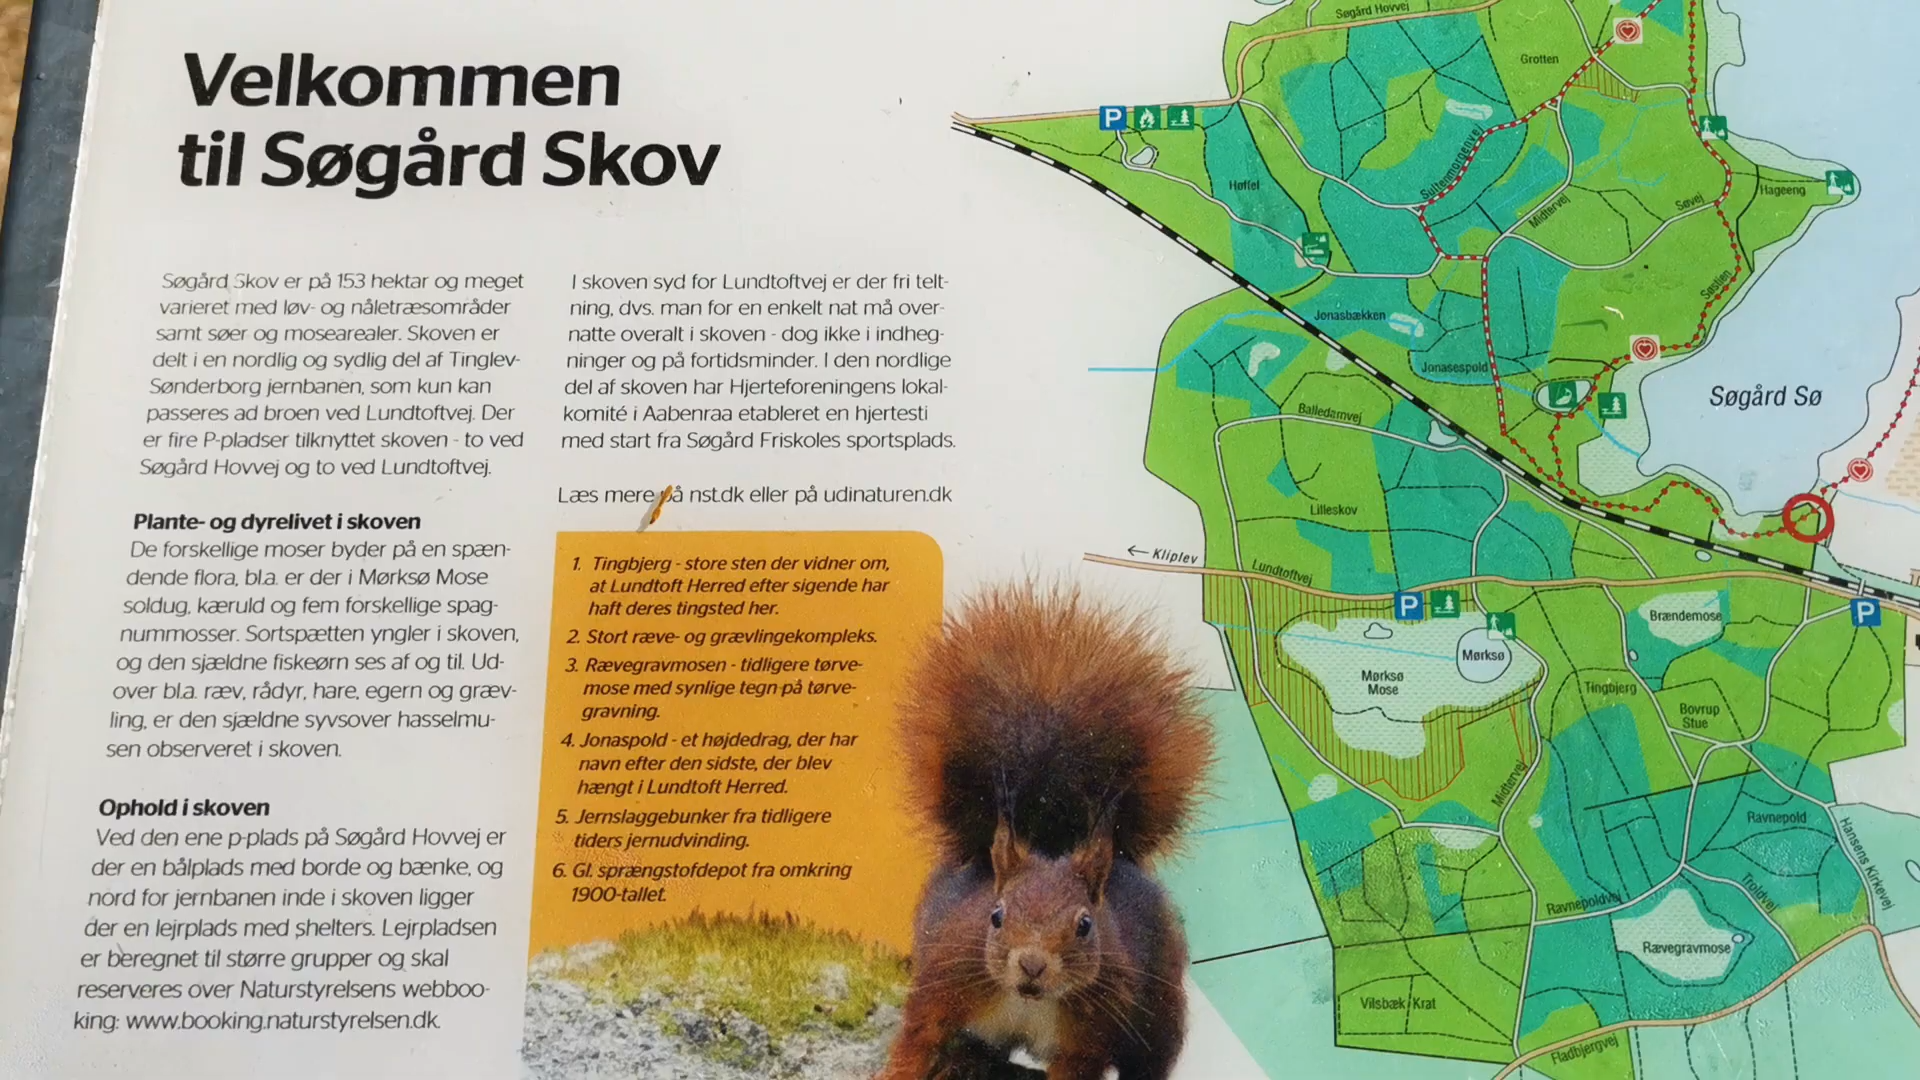 Velkommen
til Søgård Skov
Søgård Skov er på 153 hektar og meget
varieret med løv- og nåletræsområder
samt søer og mosearealer. Skoven er
delt i en nordlig og sydlig del af Tinglev-
Sønderborg jernbanen, som kun kan
passeres ad broen ved Lundtoftvej. Der
er fire P-pladser tilknyttet skoven - to ved
Søgård Hovvej og to ved Lundtoftvej.
Plante- og dyrelivet i skoven
De forskellige moser byder på en spæn-
dende flora, bl.a. er der i Mørksø Mose
soldug, kæruld og fem forskellige spag-
nummosser. Sortspætten yngler i skoven,
og den sjældne fiskeørn ses af og til. Ud-
over bl.a. ræv, rådyr, hare, egern og græv-
ling, er den sjældne syvsover hasselmu-
sen observeret i skoven.
Ophold i skoven
Ved den ene p-plads på Søgård Hovvej er
der en bålplads med borde og bænke, og
nord for jernbanen inde i skoven ligger
der en lejrplads med shelters. Lejrpladsen
er beregnet til større grupper og skal
reserveres over Naturstyrelsens webboo-
king: www.booking.naturstyrelsen.dk.
I skoven syd for Lundtoftvej er der fri telt-
ning, dvs. man for en enkelt nat må over-
natte overalt i skoven - dog ikke i indheg-
ninger og på fortidsminder. I den nordlige
del af skoven har Hjerteforeningens lokal-
komité i Aabenraa etableret en hjertesti
med start fra Søgård Friskoles sportsplads.
Læs mere på nst.dk eller på udinaturen.dk
1. Tingbjerg - store sten der vidner om,
at Lundtoft Herred efter sigende har
haft deres tingsted her.
2. Stort ræve- og grævlingekompleks.
3. Rævegravmosen - tidligere tørve-
mose med synlige tegn på tørve-
gravning.
4. Jonaspold - et højdedrag, der har
navn efter den sidste, der blev
hængt i Lundtoft Herred.
5. Jernslaggebunker fra tidligere
tiders jernudvinding.
6. Gl. sprængstofdepot fra omkring
1900-tallet.
Søgård Hovvej
Grotten
P
Høffel
Sultenmorgenvej
Midtervej
Søvej
Hageeng
Søstien
Jonasbækken
Jonasespold
Søgård Sø
Balledamvej
Lilleskov
← Kliplev
Lundtoftvej
P
Brændemose
P
Mørksø
Mørksø
Mose
Tingbjerg
Bovrup
Stue
Midtervej
Ravnepold
Hansens Kirkevej
Troldvej
Ravnepoldvej
Rævegravmose
Vilsbæk Krat
Fladbjergvej